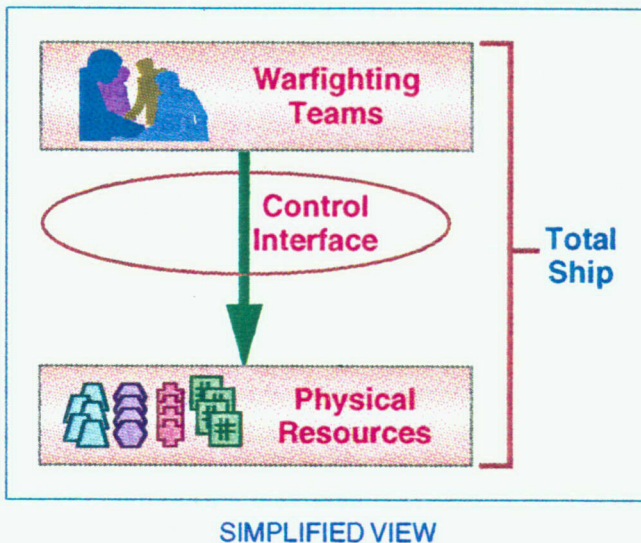 Warfighting
Teams
Control
Interface
Total
Ship
Physical
Resources
# # # #
SIMPLIFIED VIEW